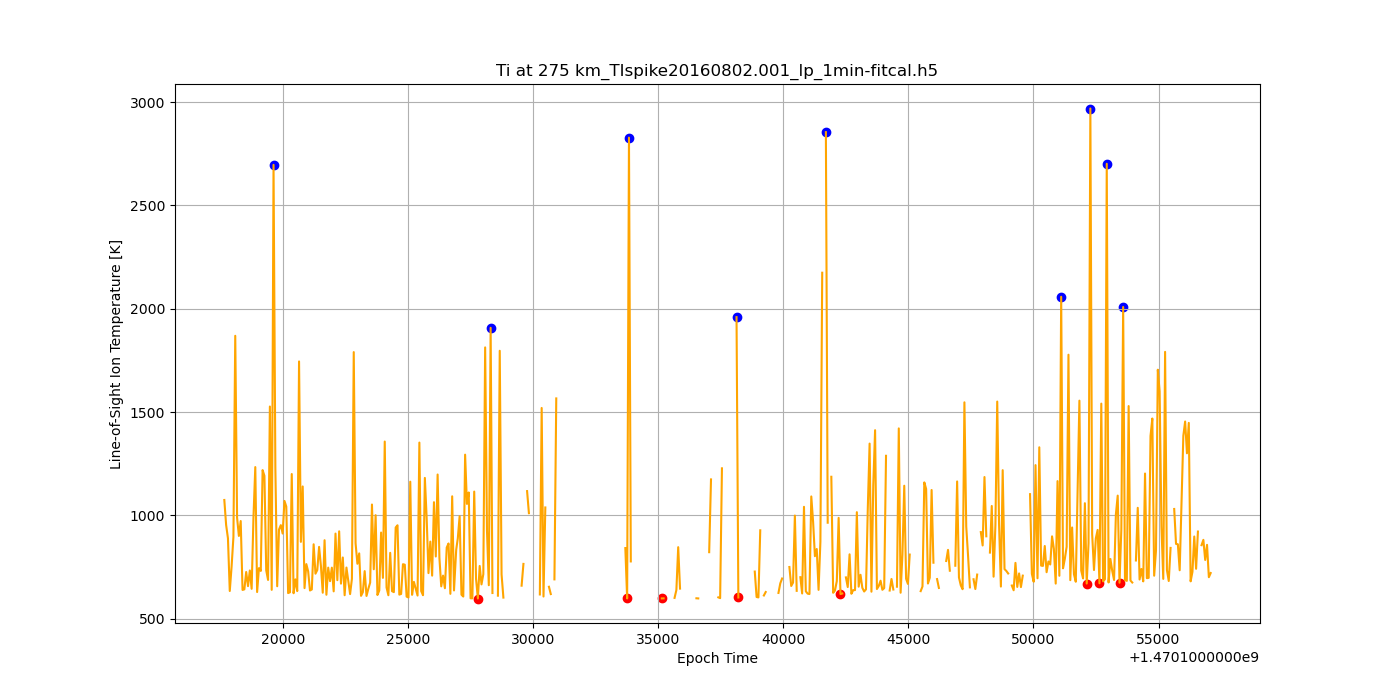 Ti at 275 km_TIspike20160802.001_lp_1min-fitcal.h5
Line-of-Sight Ion Temperature [K]
3000
2500
2000
1500
1000
500
20000 25000 30000 35000 40000 45000 50000 55000
Epoch Time
+1.4701000000e9